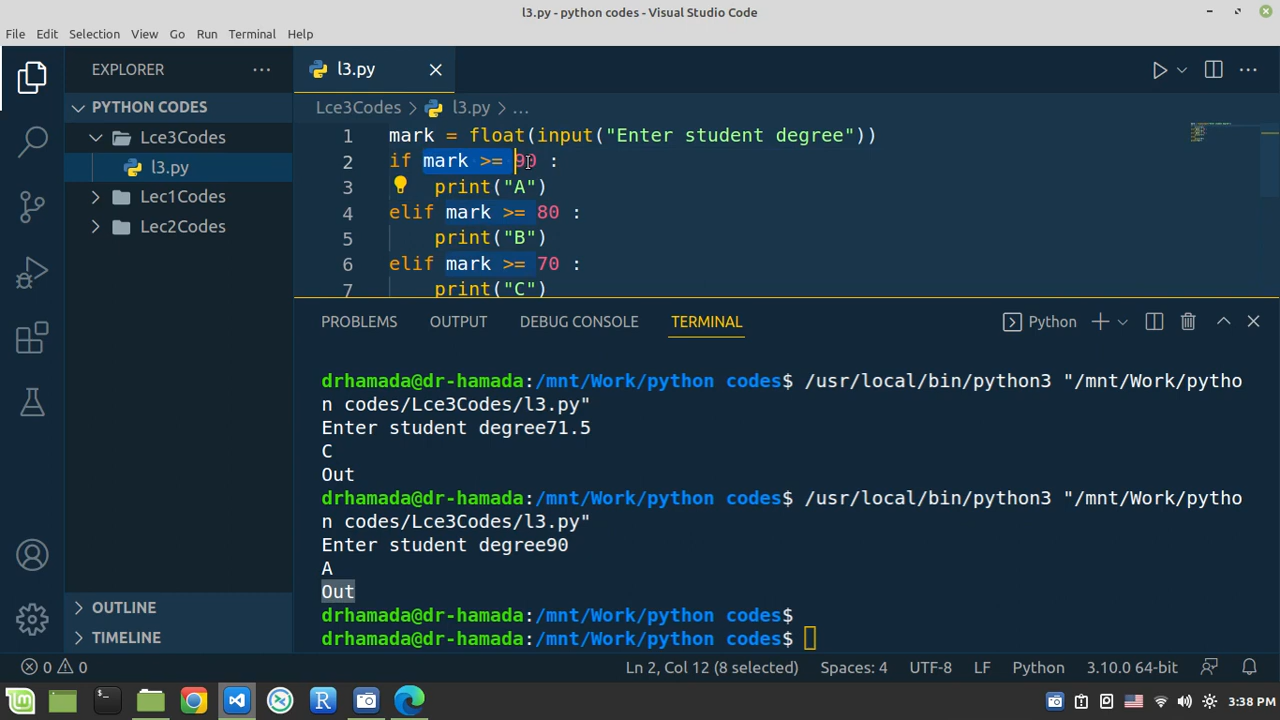 l3.py - python codes - Visual Studio Code
File Edit Selection View Go Run Terminal Help
EXPLORER
l3.py
PYTHON CODES
Lce3Codes
l3.py
Lec1Codes
Lec2Codes
OUTLINE
TIMELINE
Lce3Codes > l3.py > ...
1 mark = float(input("Enter student degree"))
2 if mark >= 90 :
3 print("A")
4 elif mark >= 80 :
5 print("B")
6 elif mark >= 70 :
7 print("C")
PROBLEMS OUTPUT DEBUG CONSOLE TERMINAL
Python
drhamada@dr-hamada:/mnt/Work/python codes$ /usr/local/bin/python3 "/mnt/Work/pytho
n codes/Lce3Codes/l3.py"
Enter student degree71.5
C
Out
drhamada@dr-hamada:/mnt/Work/python codes$ /usr/local/bin/python3 "/mnt/Work/pytho
n codes/Lce3Codes/l3.py"
Enter student degree90
A
Out
drhamada@dr-hamada:/mnt/Work/python codes$
drhamada@dr-hamada:/mnt/Work/python codes$
0 0 Ln 2, Col 12 (8 selected) Spaces: 4 UTF-8 LF Python 3.10.0 64-bit
R 3:38 PM